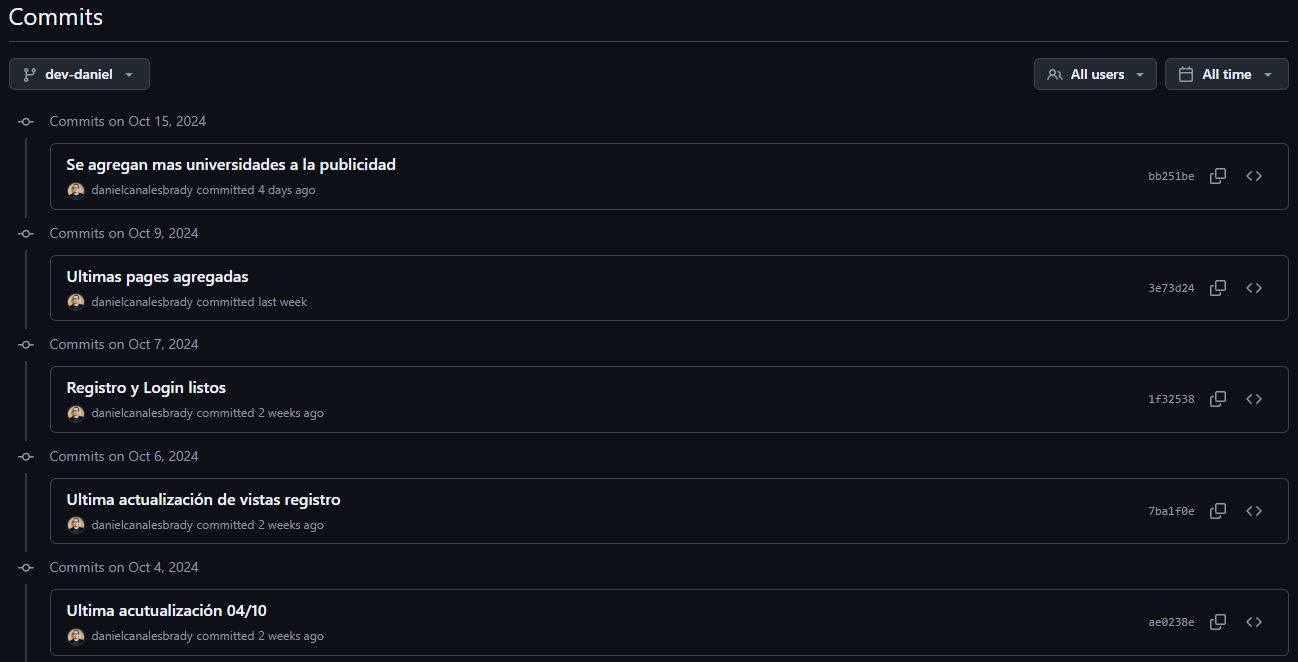 Commits
dev-daniel
All users
All time
Commits on Oct 15, 2024
Se agregan mas universidades a la publicidad
danielcanalesbrady committed 4 days ago
bb251be
Commits on Oct 9, 2024
Ultimas pages agregadas
danielcanalesbrady committed last week
3e73d24
Commits on Oct 7, 2024
Registro y Login listos
danielcanalesbrady committed 2 weeks ago
1f32538
Commits on Oct 6, 2024
Ultima actualización de vistas registro
danielcanalesbrady committed 2 weeks ago
7ba1f0e
Commits on Oct 4, 2024
Ultima acutualización 04/10
danielcanalesbrady committed 2 weeks ago
ae0238e